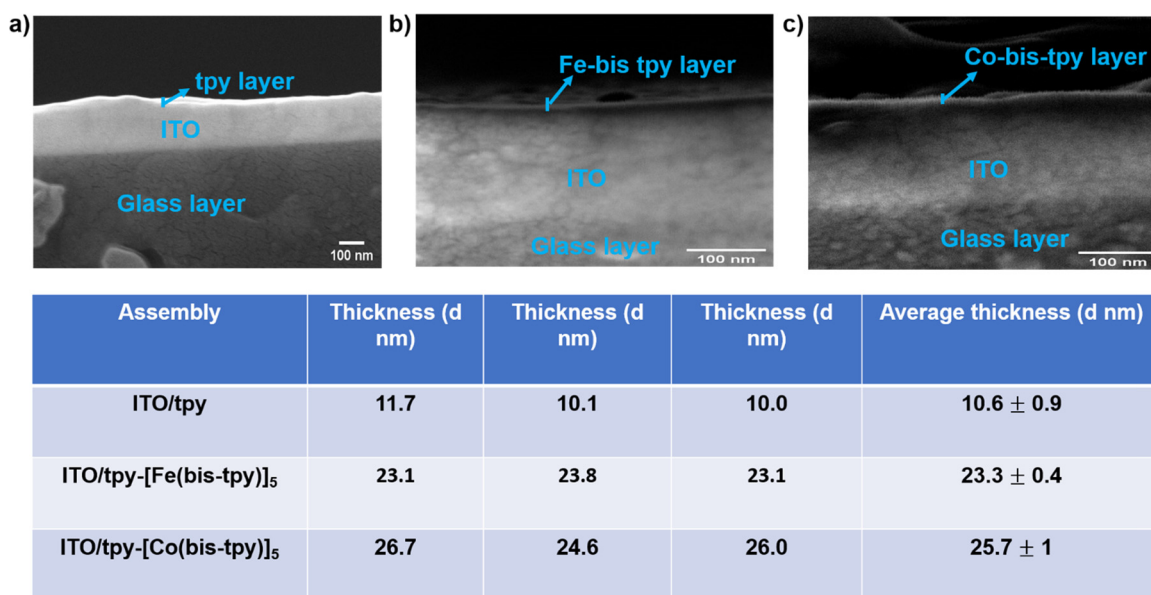 a)
tpy layer
ITO
Glass layer
100 nm
b)
Fe-bis tpy layer
ITO
Glass layer
100 nm
c)
Co-bis-tpy layer
ITO
Glass layer
100 nm
Assembly
Thickness (d
nm)
Thickness (d
nm)
Thickness (d
nm)
Average thickness (d nm)
ITO/tpy
11.7
10.1
10.0
10.6 ± 0.9
ITO/tpy-[Fe(bis-tpy)]₅
23.1
23.8
23.1
23.3 ± 0.4
ITO/tpy-[Co(bis-tpy)]₅
26.7
24.6
26.0
25.7 ± 1